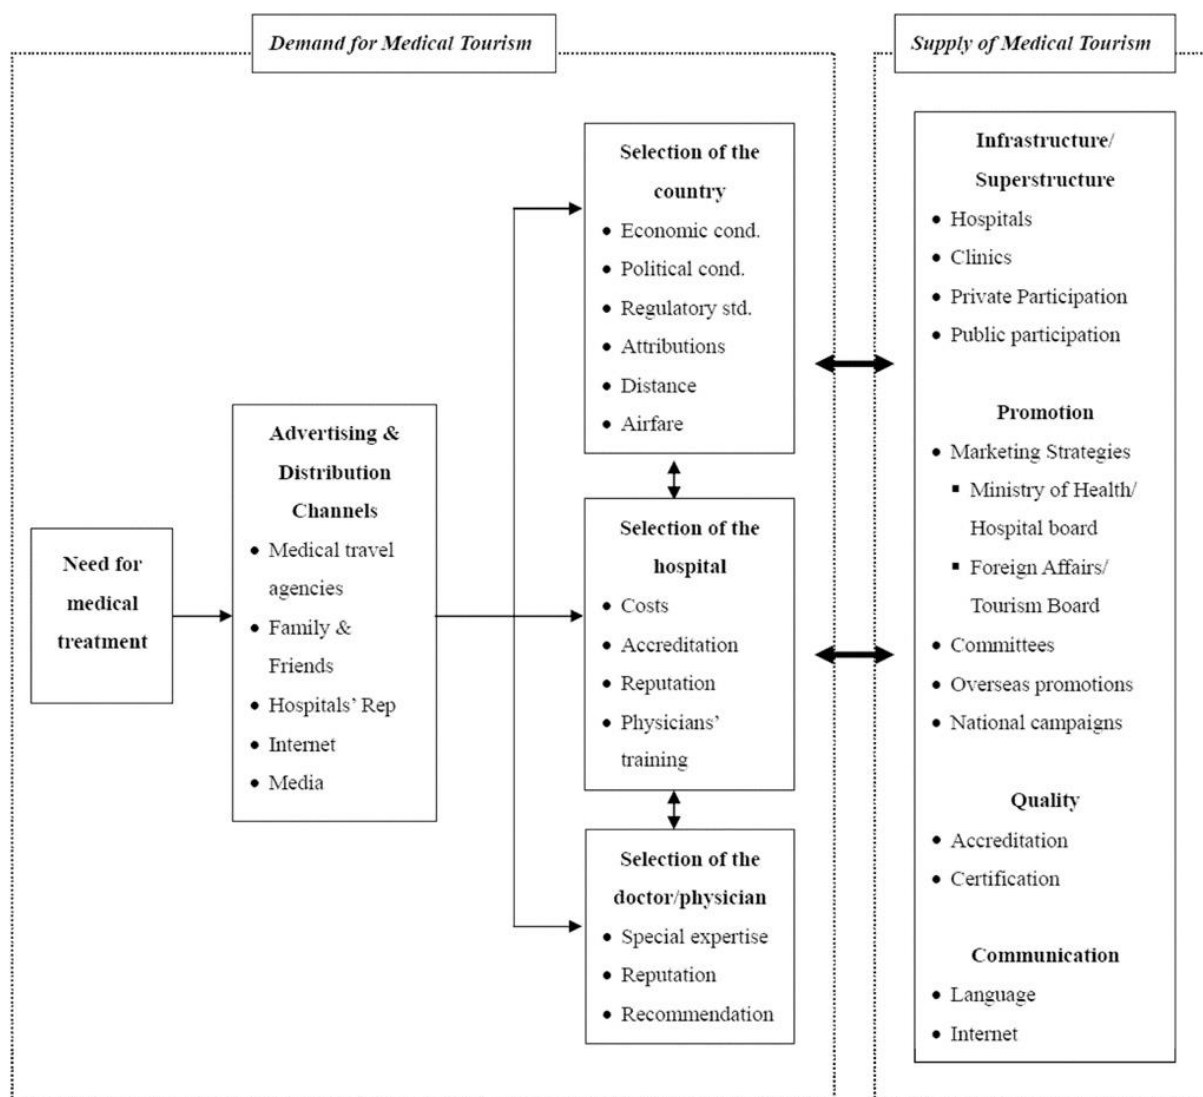 Demand for Medical Tourism
Supply of Medical Tourism
Need for
medical
treatment
Advertising &
Distribution
Channels
• Medical travel
agencies
• Family &
Friends
• Hospitals’ Rep
• Internet
• Media
Selection of the
country
• Economic cond.
• Political cond.
• Regulatory std.
• Attributions
• Distance
• Airfare
Selection of the
hospital
• Costs
• Accreditation
• Reputation
• Physicians’
training
Selection of the
doctor/physician
• Special expertise
• Reputation
• Recommendation
Infrastructure/
Superstructure
• Hospitals
• Clinics
• Private Participation
• Public participation
Promotion
• Marketing Strategies
▪ Ministry of Health/
Hospital board
▪ Foreign Affairs/
Tourism Board
• Committees
• Overseas promotions
• National campaigns
Quality
• Accreditation
• Certification
Communication
• Language
• Internet